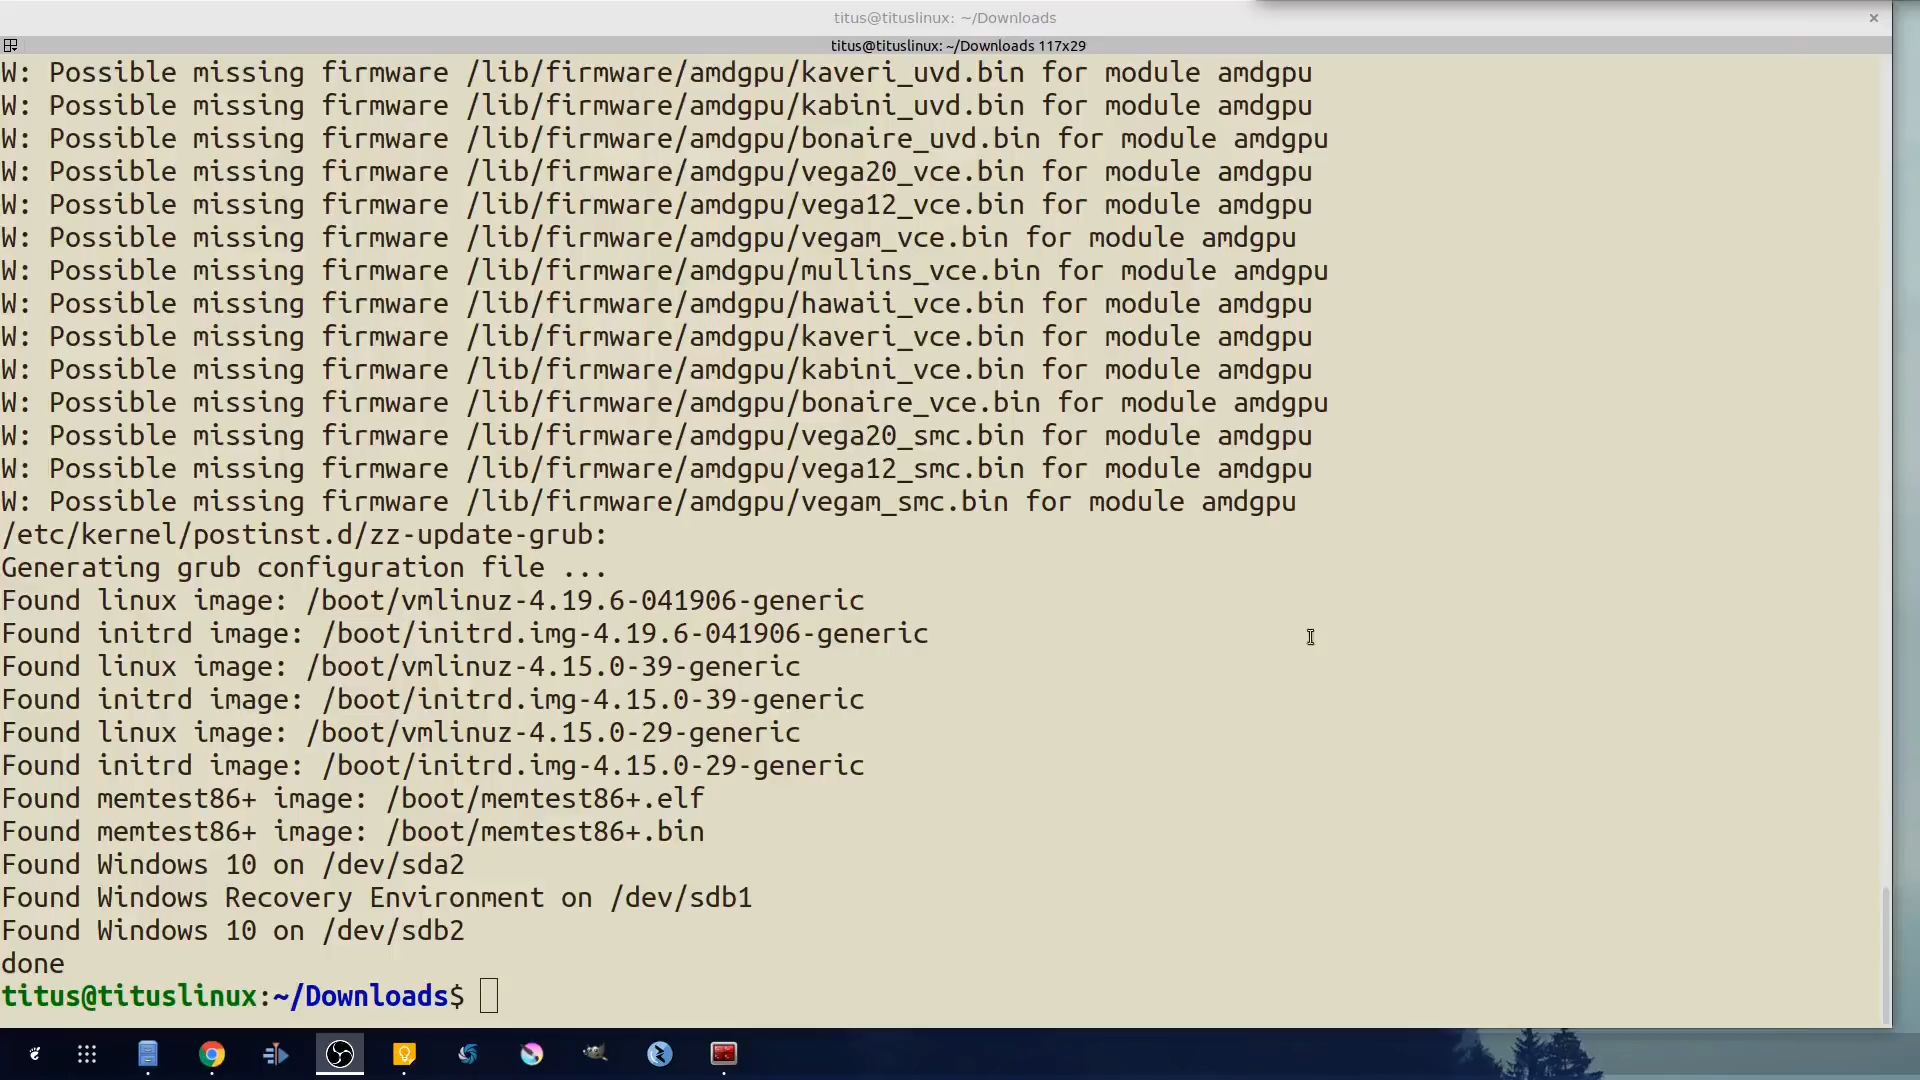 titus@tituslinux: ~/Downloads
titus@tituslinux: ~/Downloads 117x29
W: Possible missing firmware /lib/firmware/amdgpu/kaveri_uvd.bin for module amdgpu
W: Possible missing firmware /lib/firmware/amdgpu/kabini_uvd.bin for module amdgpu
W: Possible missing firmware /lib/firmware/amdgpu/bonaire_uvd.bin for module amdgpu
W: Possible missing firmware /lib/firmware/amdgpu/vega20_vce.bin for module amdgpu
W: Possible missing firmware /lib/firmware/amdgpu/vega12_vce.bin for module amdgpu
W: Possible missing firmware /lib/firmware/amdgpu/vegam_vce.bin for module amdgpu
W: Possible missing firmware /lib/firmware/amdgpu/mullins_vce.bin for module amdgpu
W: Possible missing firmware /lib/firmware/amdgpu/hawaii_vce.bin for module amdgpu
W: Possible missing firmware /lib/firmware/amdgpu/kaveri_vce.bin for module amdgpu
W: Possible missing firmware /lib/firmware/amdgpu/kabini_vce.bin for module amdgpu
W: Possible missing firmware /lib/firmware/amdgpu/bonaire_vce.bin for module amdgpu
W: Possible missing firmware /lib/firmware/amdgpu/vega20_smc.bin for module amdgpu
W: Possible missing firmware /lib/firmware/amdgpu/vega12_smc.bin for module amdgpu
W: Possible missing firmware /lib/firmware/amdgpu/vegam_smc.bin for module amdgpu
/etc/kernel/postinst.d/zz-update-grub:
Generating grub configuration file ...
Found linux image: /boot/vmlinuz-4.19.6-041906-generic
Found initrd image: /boot/initrd.img-4.19.6-041906-generic
Found linux image: /boot/vmlinuz-4.15.0-39-generic
Found initrd image: /boot/initrd.img-4.15.0-39-generic
Found linux image: /boot/vmlinuz-4.15.0-29-generic
Found initrd image: /boot/initrd.img-4.15.0-29-generic
Found memtest86+ image: /boot/memtest86+.elf
Found memtest86+ image: /boot/memtest86+.bin
Found Windows 10 on /dev/sda2
Found Windows Recovery Environment on /dev/sdb1
Found Windows 10 on /dev/sdb2
done
titus@tituslinux:~/Downloads$